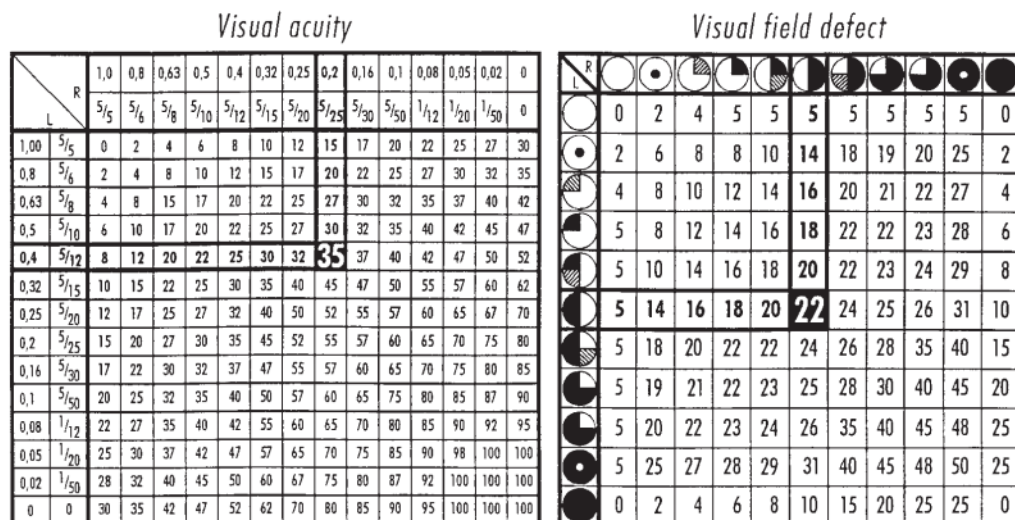 Visual acuity
R 1,0 0,8 0,63 0,5 0,4 0,32 0,25 0,2 0,16 0,1 0,08 0,05 0,02 0
L 5/5 5/6 5/8 5/10 5/12 5/15 5/20 5/25 5/30 5/50 1/12 1/20 1/50 0
1,00 5/5 0 2 4 6 8 10 12 15 17 20 22 25 27 30
0,8 5/6 2 4 8 10 12 15 17 20 22 25 27 30 32 35
0,63 5/8 4 8 15 17 20 22 25 27 30 32 35 37 40 42
0,5 5/10 6 10 17 20 22 25 27 30 32 35 40 42 45 47
0,4 5/12 8 12 20 22 25 30 32 35 37 40 42 47 50 52
0,32 5/15 10 15 22 25 30 35 40 45 47 50 55 57 60 62
0,25 5/20 12 17 25 27 32 40 50 52 55 57 60 65 67 70
0,2 5/25 15 20 27 30 35 45 52 55 57 60 65 70 75 80
0,16 5/30 17 22 30 32 37 47 55 57 60 65 70 75 80 85
0,1 5/50 20 25 32 35 40 50 57 60 65 75 80 85 87 90
0,08 1/12 22 27 35 40 42 55 60 65 70 80 85 90 92 95
0,05 1/20 25 30 37 42 47 57 65 70 75 85 90 98 100 100
0,02 1/50 28 32 40 45 50 60 67 75 80 87 92 100 100 100
0 0 30 35 42 47 52 62 70 80 85 90 95 100 100 100
Visual field defect
R
L
0 2 4 5 5 5 5 5 5 5 0
2 6 8 8 10 14 18 19 20 25 2
4 8 10 12 14 16 20 21 22 27 4
5 8 12 14 16 18 22 22 23 28 6
5 10 14 16 18 20 22 23 24 29 8
5 14 16 18 20 22 24 25 26 31 10
5 18 20 22 22 24 26 28 35 40 15
5 19 21 22 23 25 28 30 40 45 20
5 20 22 23 24 26 35 40 45 48 25
5 25 27 28 29 31 40 45 48 50 25
0 2 4 6 8 10 15 20 25 25 0